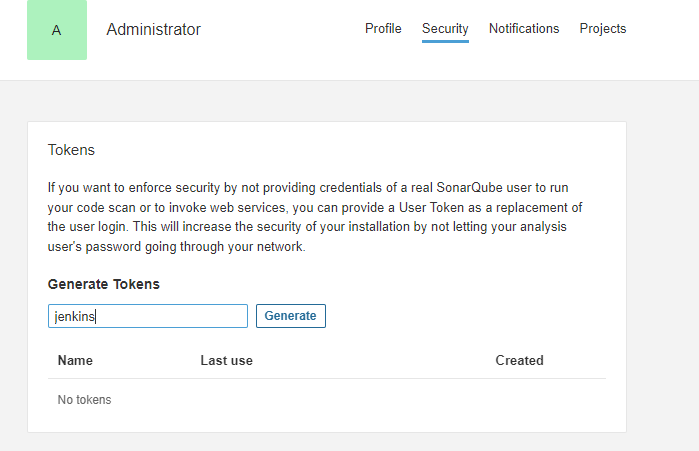 A Administrator Profile Security Notifications Projects
Tokens
If you want to enforce security by not providing credentials of a real SonarQube user to run
your code scan or to invoke web services, you can provide a User Token as a replacement of
the user login. This will increase the security of your installation by not letting your analysis
user's password going through your network.
Generate Tokens
jenkins Generate
Name Last use Created
No tokens